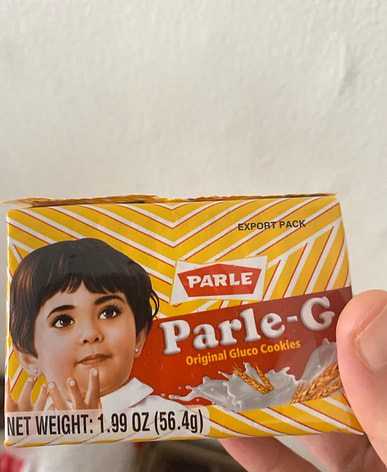 EXPORT PACK
PARLE
Parle-G
Original Gluco Cookies
NET WEIGHT: 1.99 OZ (56.4g)